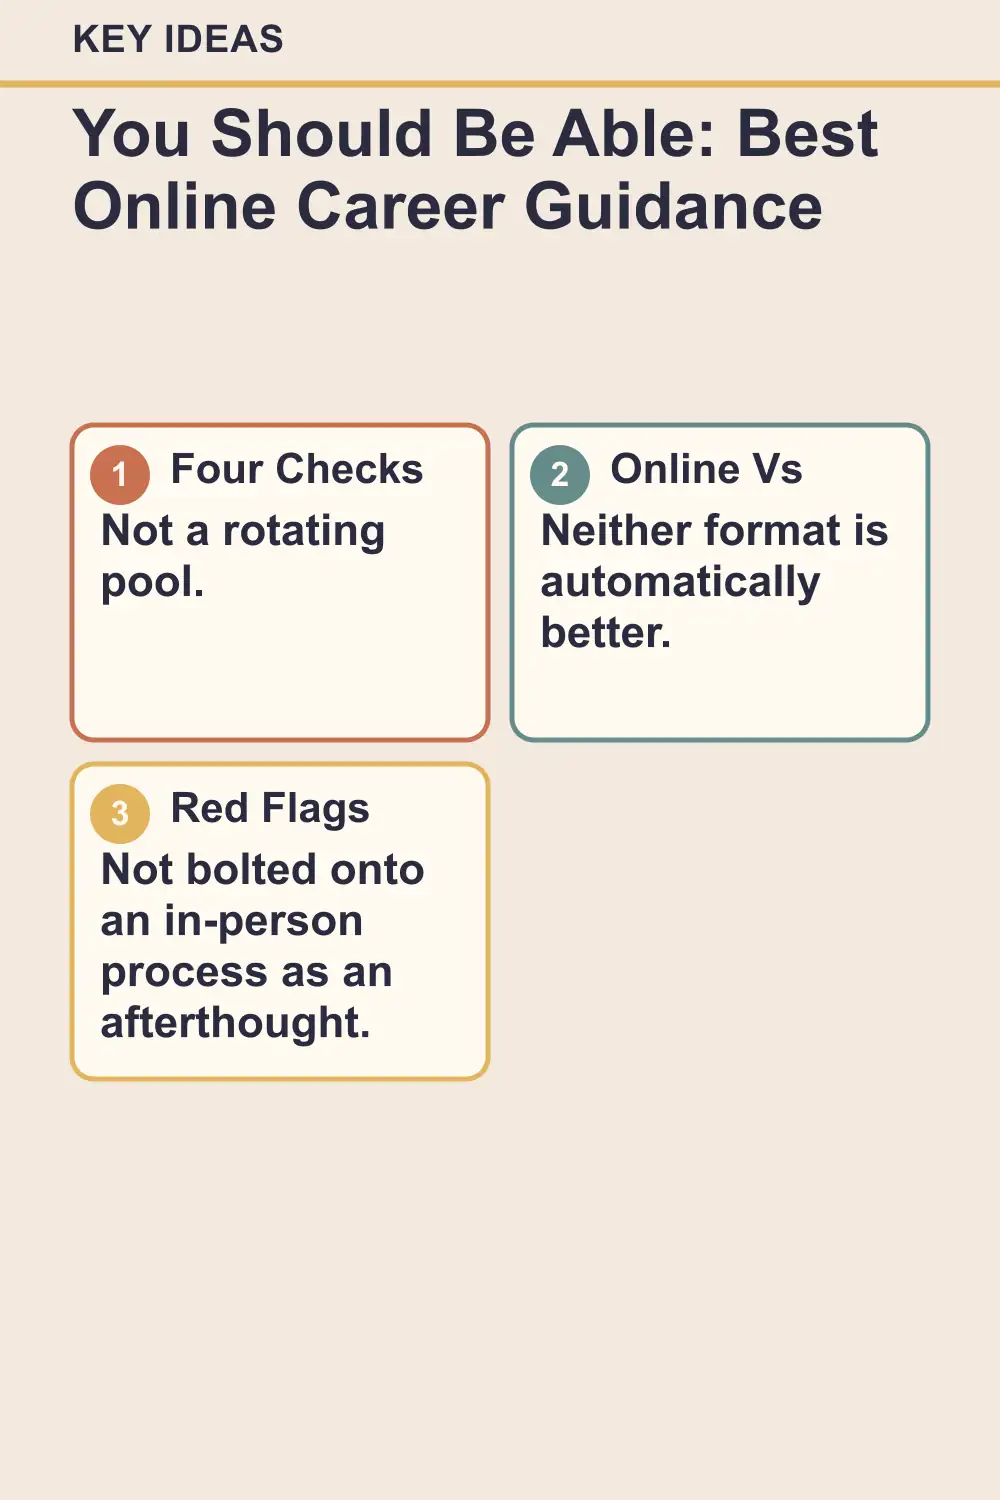 KEY IDEAS
You Should Be Able: Best
Online Career Guidance
1 Four Checks
Not a rotating
pool.
2 Online Vs
Neither format is
automatically
better.
3 Red Flags
Not bolted onto
an in-person
process as an
afterthought.